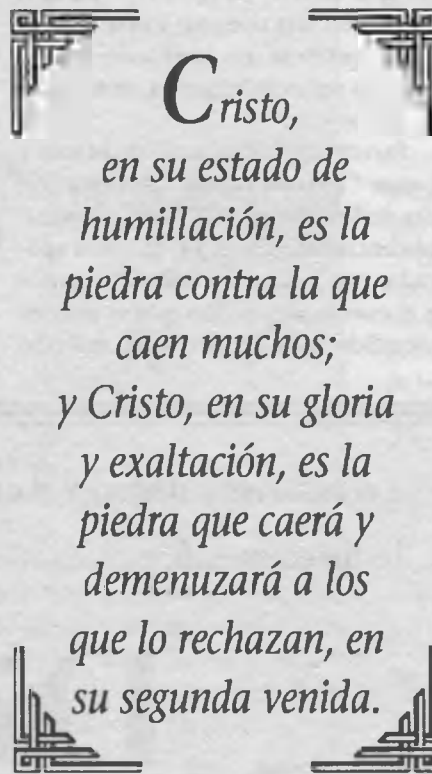 Cristo,
en su estado de
humillación, es la
piedra contra la que
caen muchos;
y Cristo, en su gloria
y exaltación, es la
piedra que caerá y
demenuzará a los
que lo rechazan, en
su segunda venida.